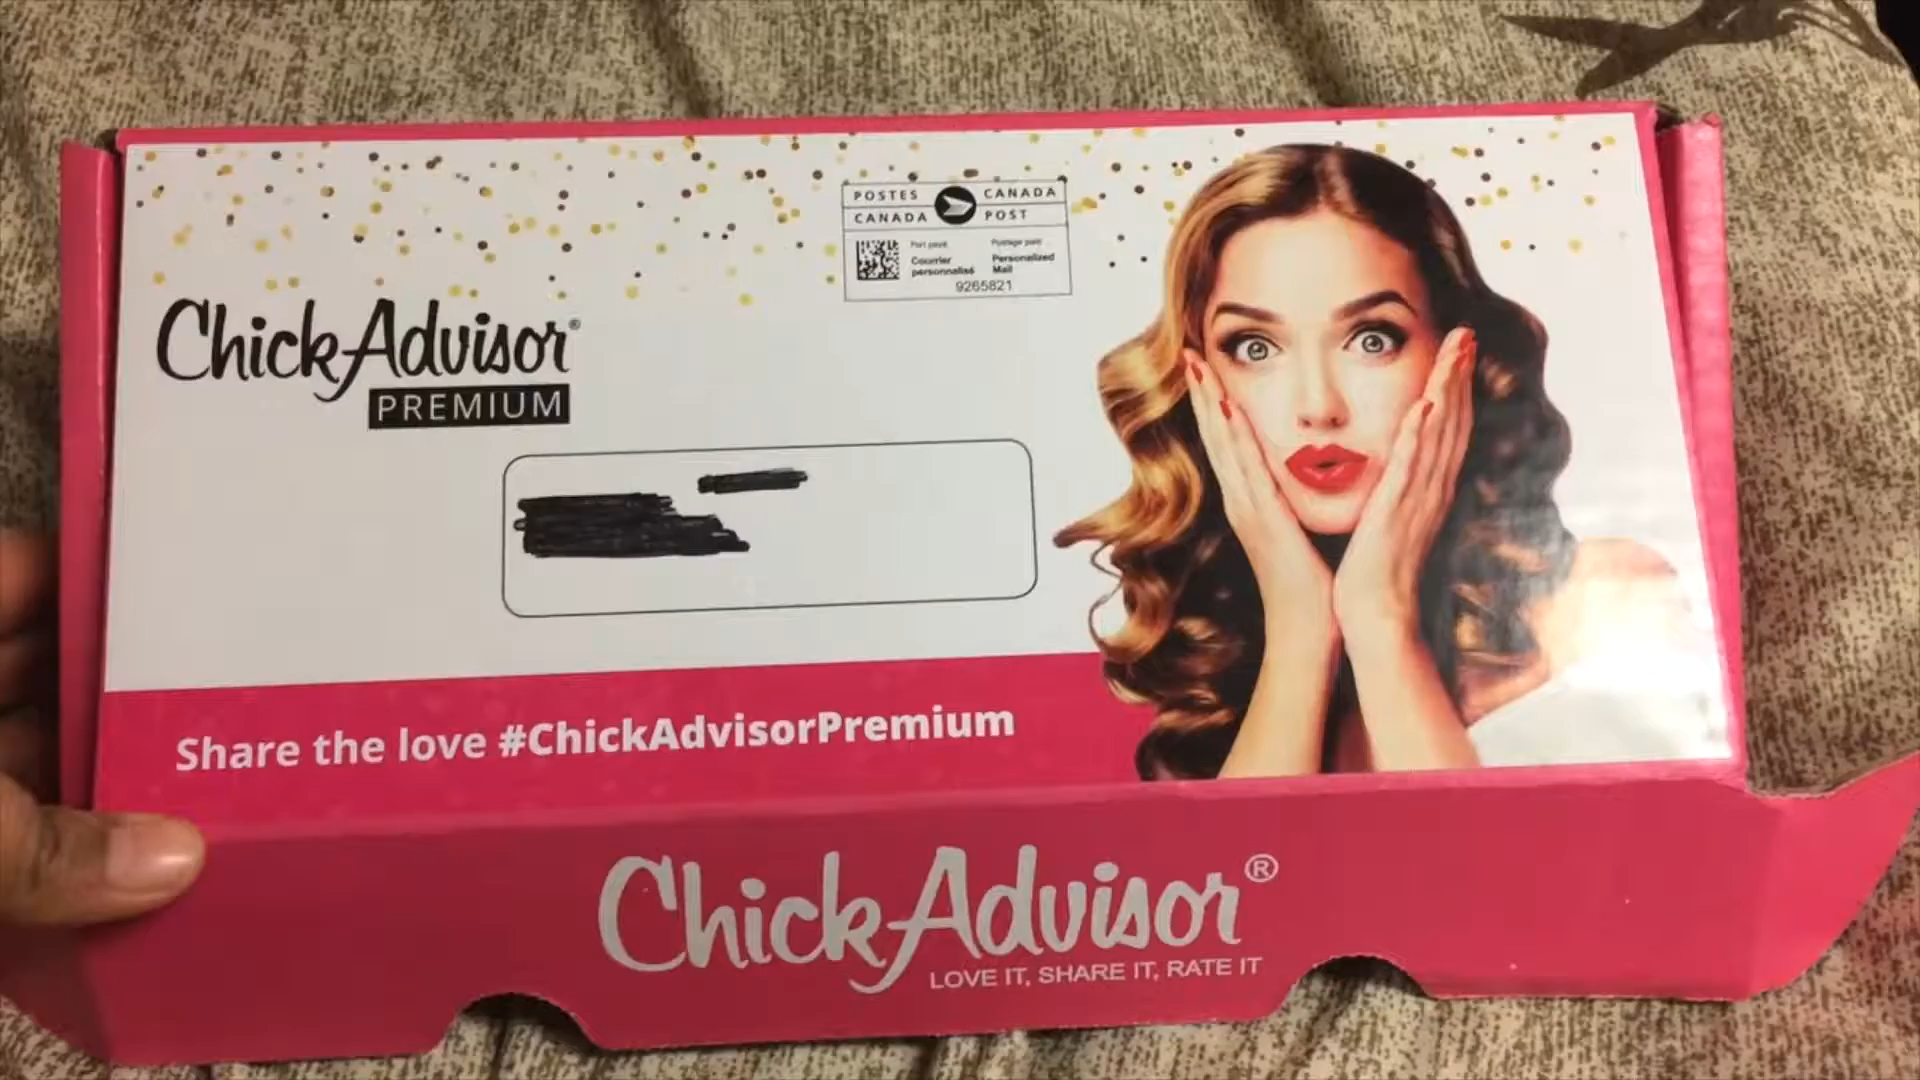 POSTES CANADA
CANADA POST
Port payé Postage paid
Courrier personnalisé
Personalized Mail
9265821
ChickAdvisor®
PREMIUM
Share the love #ChickAdvisorPremium
ChickAdvisor®
LOVE IT, SHARE IT, RATE IT